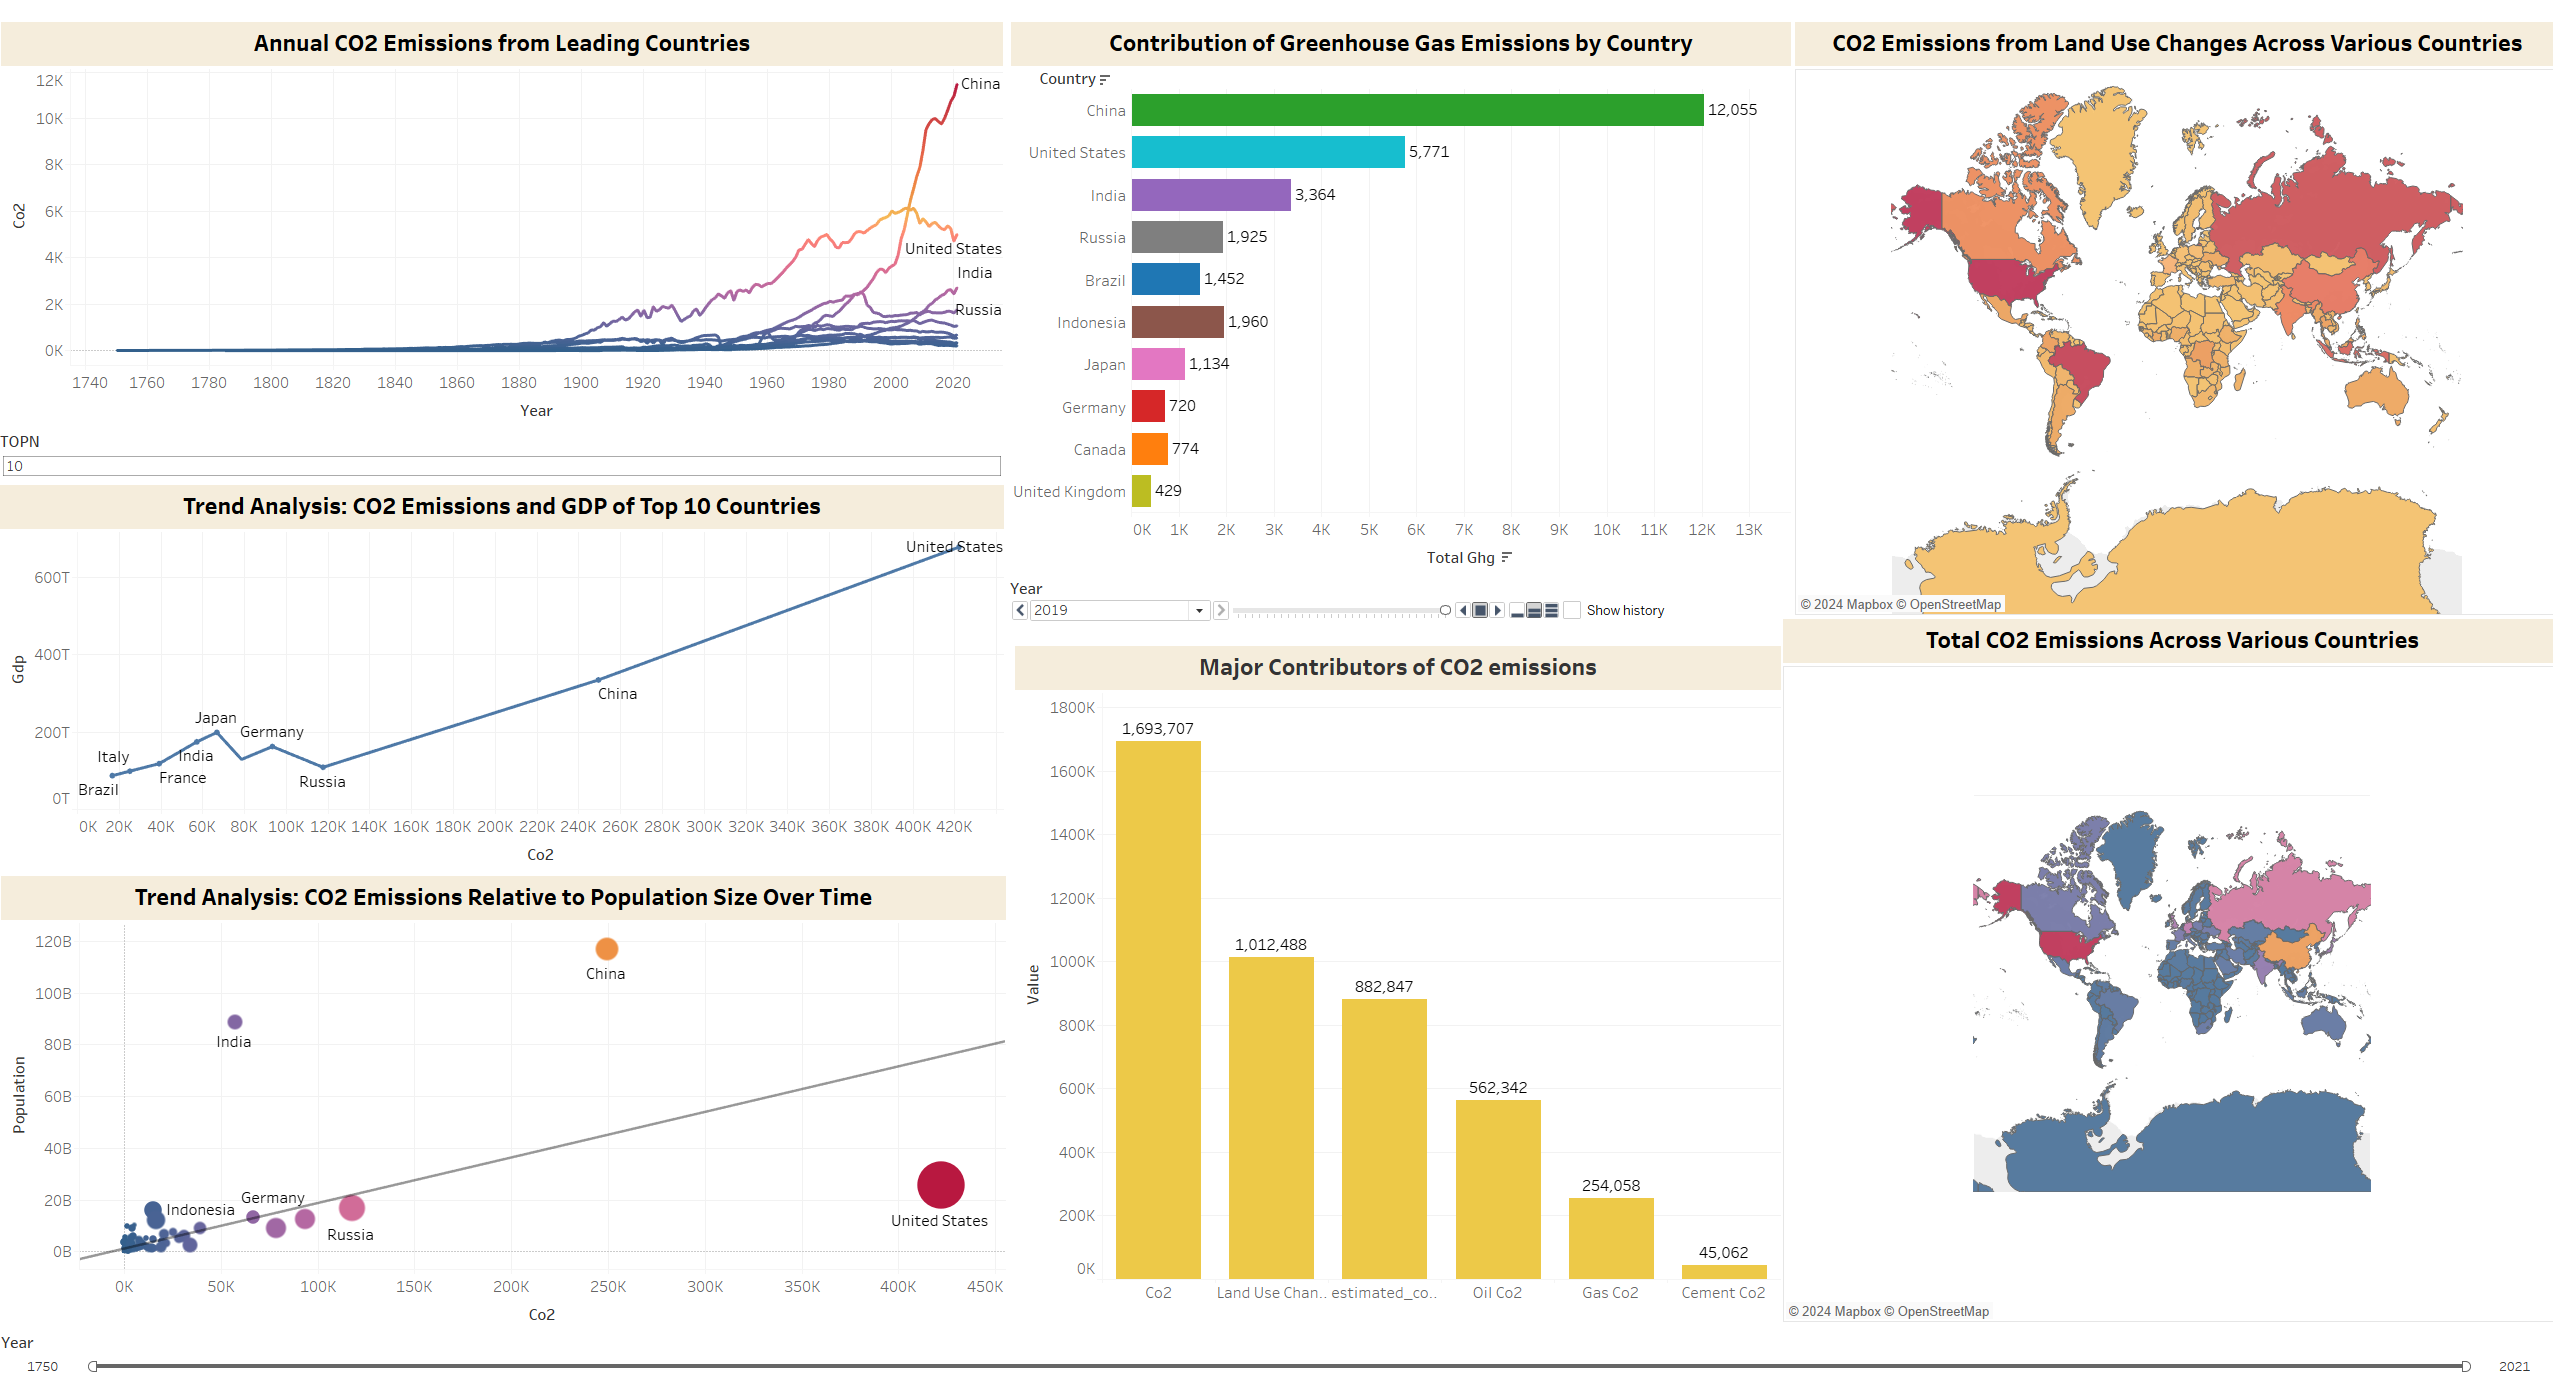 Annual CO2 Emissions from Leading Countries
12K
10K
8K
6K
4K
2K
0K
Co2
China
United States
India
Russia
1740 1760 1780 1800 1820 1840 1860 1880 1900 1920 1940 1960 1980 2000 2020
Year
TOPN
10
Trend Analysis: CO2 Emissions and GDP of Top 10 Countries
600T
400T
200T
0T
Gdp
United States
China
Japan
Germany
Italy
India
France
Russia
Brazil
0K 20K 40K 60K 80K 100K 120K 140K 160K 180K 200K 220K 240K 260K 280K 300K 320K 340K 360K 380K 400K 420K
Co2
Trend Analysis: CO2 Emissions Relative to Population Size Over Time
120B
100B
80B
60B
40B
20B
0B
Population
China
India
Germany
Indonesia
Russia
United States
0K 50K 100K 150K 200K 250K 300K 350K 400K 450K
Co2
Contribution of Greenhouse Gas Emissions by Country
Country
China 12,055
United States 5,771
India 3,364
Russia 1,925
Brazil 1,452
Indonesia 1,960
Japan 1,134
Germany 720
Canada 774
United Kingdom 429
0K 1K 2K 3K 4K 5K 6K 7K 8K 9K 10K 11K 12K 13K
Total Ghg
Year
2019 Show history
Major Contributors of CO2 emissions
1800K
1600K
1400K
1200K
1000K
800K
600K
400K
200K
0K
Value
1,693,707
1,012,488
882,847
562,342
254,058
45,062
Co2 Land Use Chan.. estimated_co.. Oil Co2 Gas Co2 Cement Co2
CO2 Emissions from Land Use Changes Across Various Countries
© 2024 Mapbox © OpenStreetMap
Total CO2 Emissions Across Various Countries
© 2024 Mapbox © OpenStreetMap
Year
1750 2021